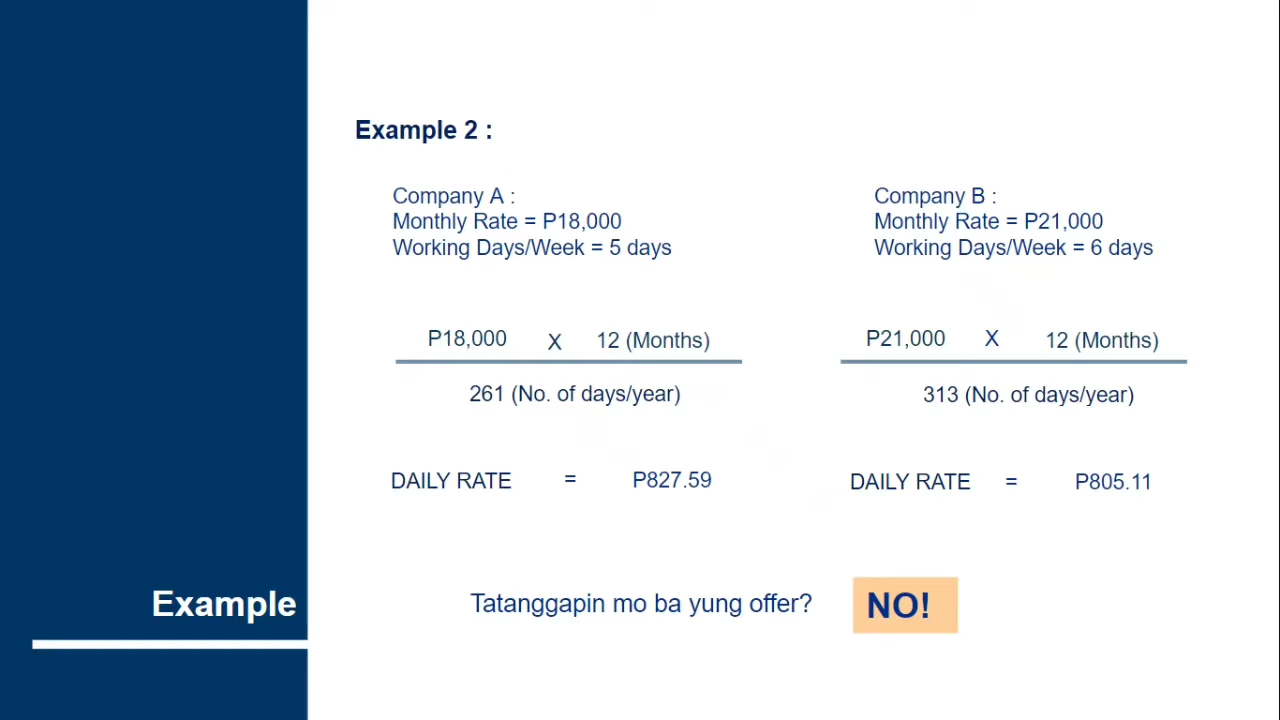 Example 2 :
Company A :
Monthly Rate = P18,000
Working Days/Week = 5 days
P18,000 X 12 (Months)
261 (No. of days/year)
DAILY RATE = P827.59
Company B :
Monthly Rate = P21,000
Working Days/Week = 6 days
P21,000 X 12 (Months)
313 (No. of days/year)
DAILY RATE = P805.11
Tatanggapin mo ba yung offer? NO!
Example